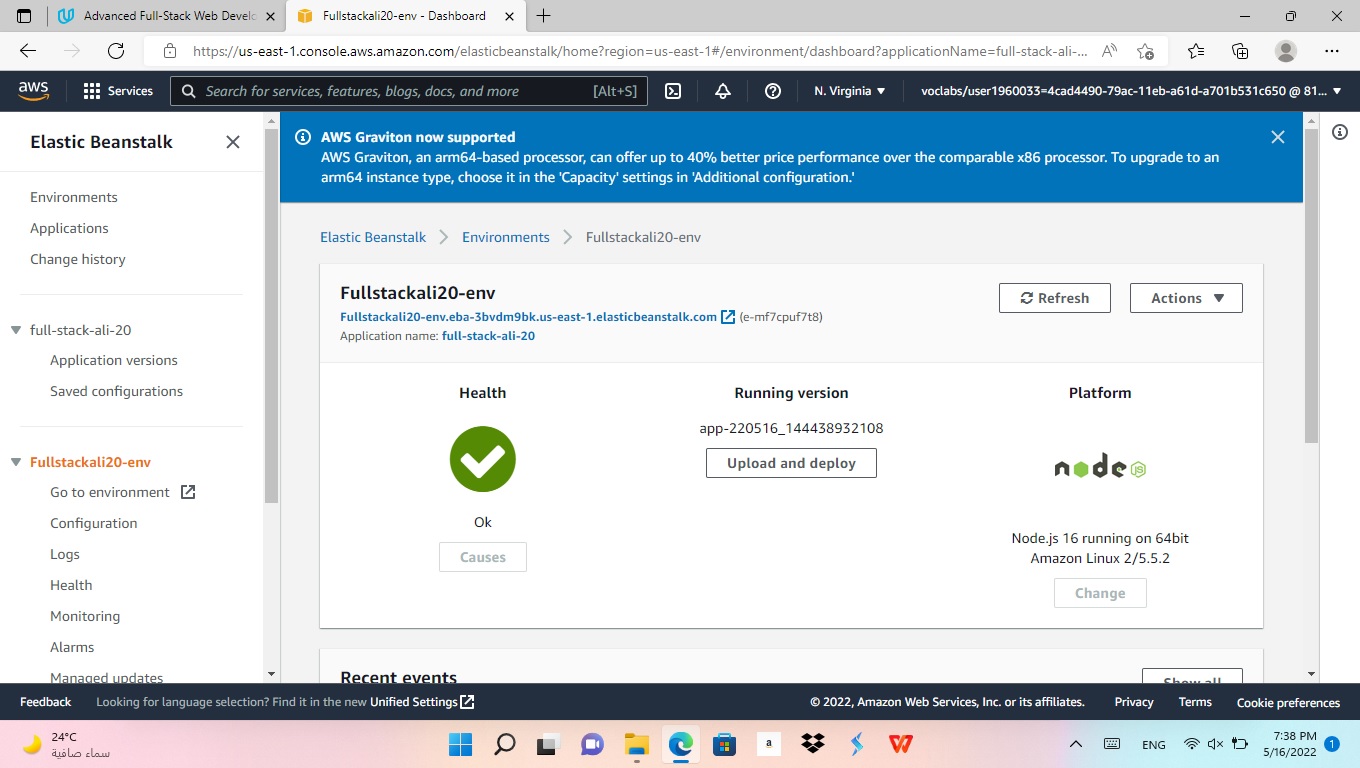 Advanced Full-Stack Web Develo
Fullstackali20-env - Dashboard
https://us-east-1.console.aws.amazon.com/elasticbeanstalk/home?region=us-east-1#/environment/dashboard?applicationName=full-stack-ali-...
aws
Services
Search for services, features, blogs, docs, and more
[Alt+S]
N. Virginia
voclabs/user1960033=4cad4490-79ac-11eb-a61d-a701b531c650 @ 81...
Elastic Beanstalk
Environments
Applications
Change history
full-stack-ali-20
Application versions
Saved configurations
Fullstackali20-env
Go to environment
Configuration
Logs
Health
Monitoring
Alarms
Managed updates
AWS Graviton now supported
AWS Graviton, an arm64-based processor, can offer up to 40% better price performance over the comparable x86 processor. To upgrade to an
arm64 instance type, choose it in the 'Capacity' settings in 'Additional configuration.'
Elastic Beanstalk
Environments
Fullstackali20-env
Fullstackali20-env
Fullstackali20-env.eba-3bvdm9bk.us-east-1.elasticbeanstalk.com (e-mf7cpuf7t8)
Application name: full-stack-ali-20
Refresh
Actions
Health
Ok
Causes
Running version
app-220516_144438932108
Upload and deploy
Platform
node JS
Node.js 16 running on 64bit
Amazon Linux 2/5.5.2
Change
Recent events
Show all
Feedback
Looking for language selection? Find it in the new Unified Settings
© 2022, Amazon Web Services, Inc. or its affiliates.
Privacy
Terms
Cookie preferences
24°C
سماء صافية
a
ENG
7:38 PM
5/16/2022
1